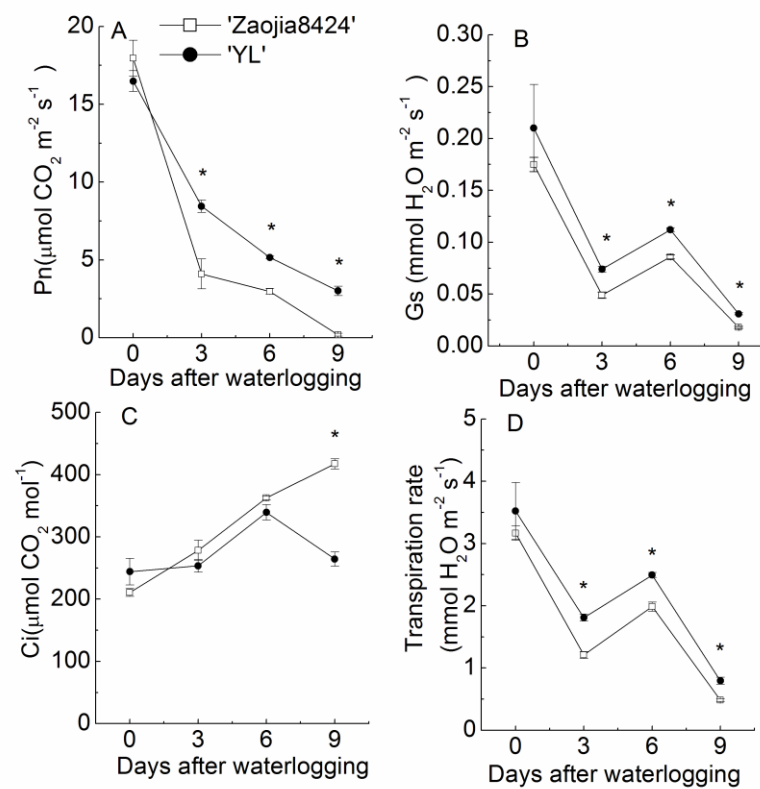 A
'Zaojia8424'
'YL'
Pn(μmol CO₂ m⁻² s⁻¹)
20
15
10
5
0
*
*
*
0 3 6 9
Days after waterlogging
B
Gs (mmol H₂O m⁻² s⁻¹)
0.30
0.25
0.20
0.15
0.10
0.05
0.00
*
*
*
0 3 6 9
Days after waterlogging
C
Ci(μmol CO₂ mol⁻¹)
500
400
300
200
100
0
*
0 3 6 9
Days after waterlogging
D
Transpiration rate
(mmol H₂O m⁻² s⁻¹)
5
4
3
2
1
0
*
*
*
0 3 6 9
Days after waterlogging